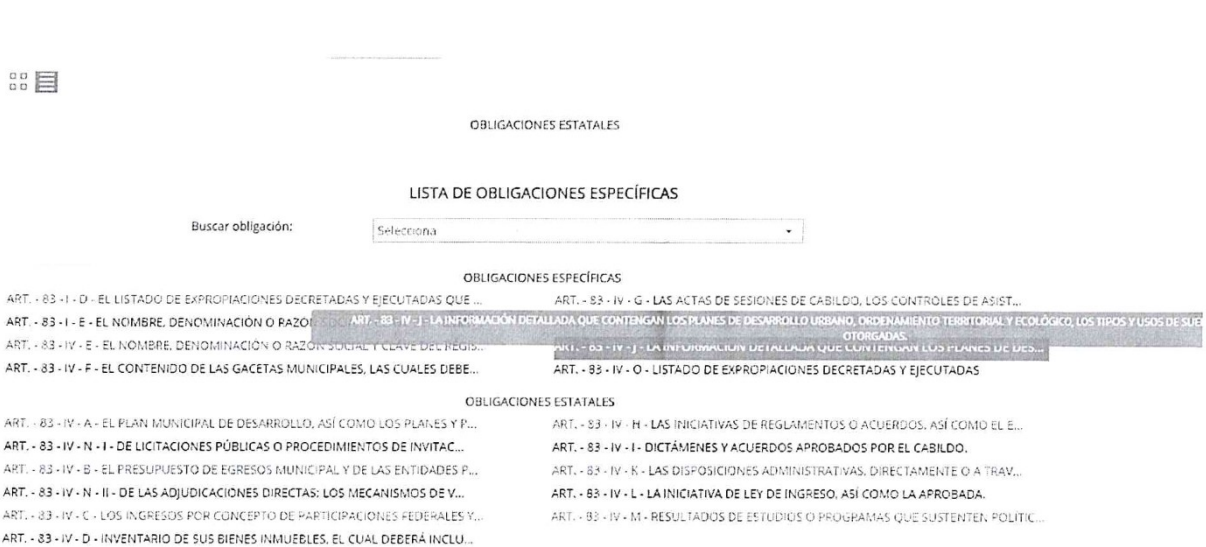 OBLIGACIONES ESTATALES
LISTA DE OBLIGACIONES ESPECÍFICAS
Buscar obligación:
Selecciona
OBLIGACIONES ESPECÍFICAS
ART. - 83 - I - D - EL LISTADO DE EXPROPIACIONES DECRETADAS Y EJECUTADAS QUE ...
ART. - 83 - IV - G - LAS ACTAS DE SESIONES DE CABILDO, LOS CONTROLES DE ASIST...
ART. - 83 - I - E - EL NOMBRE, DENOMINACIÓN O RAZÓN
ART. - 83 - IV - J - LA INFORMACIÓN DETALLADA QUE CONTENGAN LOS PLANES DE DESARROLLO URBANO, ORDENAMIENTO TERRITORIAL Y ECOLÓGICO, LOS TIPOS Y USOS DE SUE
OTORGADAS.
ART. - 83 - IV - E - EL NOMBRE, DENOMINACIÓN O RAZÓN SOCIAL Y CLAVE DEL REGIS...
ART. - 83 - IV - J - LA INFORMACIÓN DETALLADA QUE CONTENGAN LOS PLANES DE DES...
ART. - 83 - IV - F - EL CONTENIDO DE LAS GACETAS MUNICIPALES, LAS CUALES DEBE...
ART. - 83 - IV - O - LISTADO DE EXPROPIACIONES DECRETADAS Y EJECUTADAS
OBLIGACIONES ESTATALES
ART. - 83 - IV - A - EL PLAN MUNICIPAL DE DESARROLLO, ASÍ COMO LOS PLANES Y P...
ART. - 83 - IV - H - LAS INICIATIVAS DE REGLAMENTOS O ACUERDOS, ASÍ COMO EL E...
ART. - 83 - IV - N - I - DE LICITACIONES PÚBLICAS O PROCEDIMIENTOS DE INVITAC...
ART. - 83 - IV - I - DICTÁMENES Y ACUERDOS APROBADOS POR EL CABILDO.
ART. - 83 - IV - B - EL PRESUPUESTO DE EGRESOS MUNICIPAL Y DE LAS ENTIDADES P...
ART. - 83 - IV - K - LAS DISPOSICIONES ADMINISTRATIVAS, DIRECTAMENTE O A TRAV...
ART. - 83 - IV - N - II - DE LAS ADJUDICACIONES DIRECTAS: LOS MECANISMOS DE V...
ART. - 83 - IV - L - LA INICIATIVA DE LEY DE INGRESO, ASÍ COMO LA APROBADA.
ART. - 83 - IV - C - LOS INGRESOS POR CONCEPTO DE PARTICIPACIONES FEDERALES Y...
ART. - 83 - IV - M - RESULTADOS DE ESTUDIOS O PROGRAMAS QUE SUSTENTEN POLÍTIC...
ART. - 83 - IV - D - INVENTARIO DE SUS BIENES INMUEBLES, EL CUAL DEBERÁ INCLU...